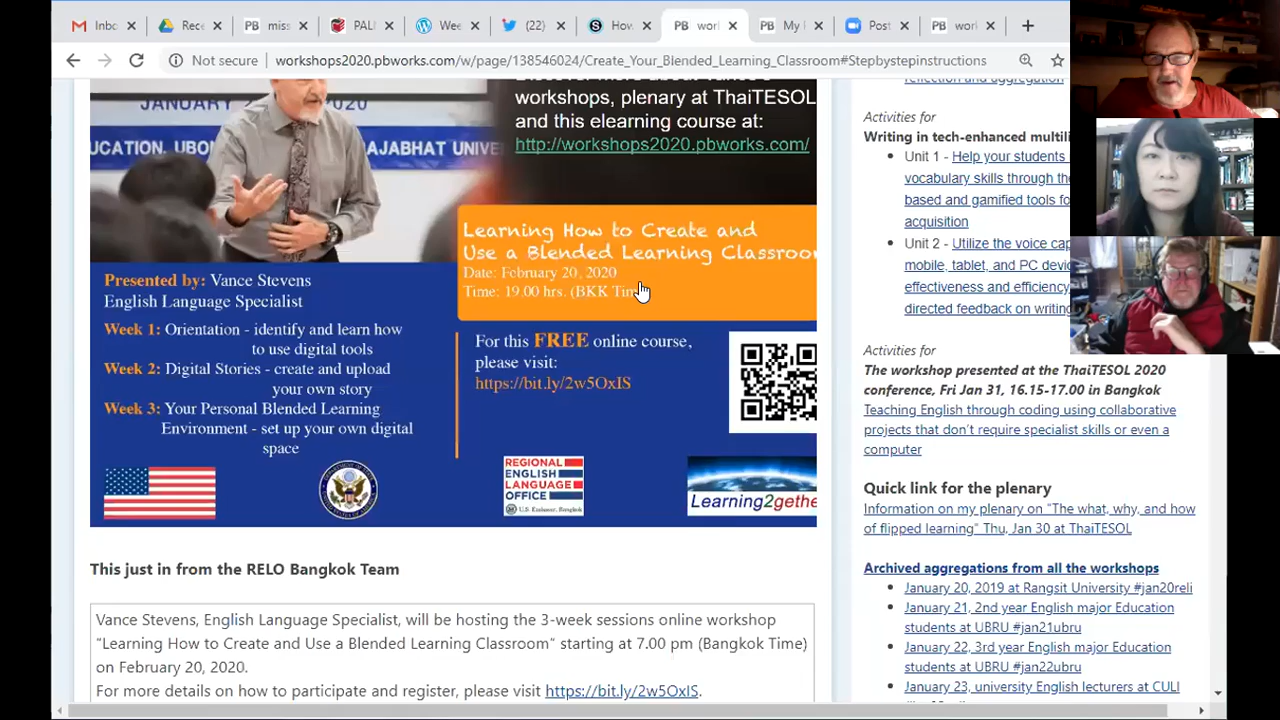 Inbc
Rece
miss
PALI
Wee
(22)
How
worl
My l
Post
worl
Not secure
workshops2020.pbworks.com/w/page/138546024/Create_Your_Blended_Learning_Classroom#Stepbystepinstructions
JANUARY 2020
UCATION, UBO RAJABHAT UNIVER
workshops, plenary at ThaiTESOL
and this elearning course at:
http://workshops2020.pbworks.com/
Learning How to Create and
Use a Blended Learning Classroom
Date: February 20, 2020
Time: 19.00 hrs. (BKK Tim
Presented by: Vance Stevens
English Language Specialist
Week 1: Orientation - identify and learn how
to use digital tools
Week 2: Digital Stories - create and upload
your own story
Week 3: Your Personal Blended Learning
Environment - set up your own digital
space
For this FREE online course,
please visit:
https://bit.ly/2w5OxIS
REGIONAL
ENGLISH
LANGUAGE
OFFICE
U.S. Embassy, Bangkok
Learning2gethe
This just in from the RELO Bangkok Team
Vance Stevens, English Language Specialist, will be hosting the 3-week sessions online workshop
"Learning How to Create and Use a Blended Learning Classroom" starting at 7.00 pm (Bangkok Time)
on February 20, 2020.
For more details on how to participate and register, please visit https://bit.ly/2w5OxIS.
reflection and aggregation
Activities for
Writing in tech-enhanced multili
Unit 1 - Help your students
vocabulary skills through the
based and gamified tools fo
acquisition
Unit 2 - Utilize the voice cap
mobile, tablet, and PC devic
effectiveness and efficiency
directed feedback on writing
Activities for
The workshop presented at the ThaiTESOL 2020
conference, Fri Jan 31, 16.15-17.00 in Bangkok
Teaching English through coding using collaborative
projects that don't require specialist skills or even a
computer
Quick link for the plenary
Information on my plenary on "The what, why, and how
of flipped learning" Thu, Jan 30 at ThaiTESOL
Archived aggregations from all the workshops
January 20, 2019 at Rangsit University #jan20reli
January 21, 2nd year English major Education
students at UBRU #jan21ubru
January 22, 3rd year English major Education
students at UBRU #jan22ubru
January 23, university English lecturers at CULI